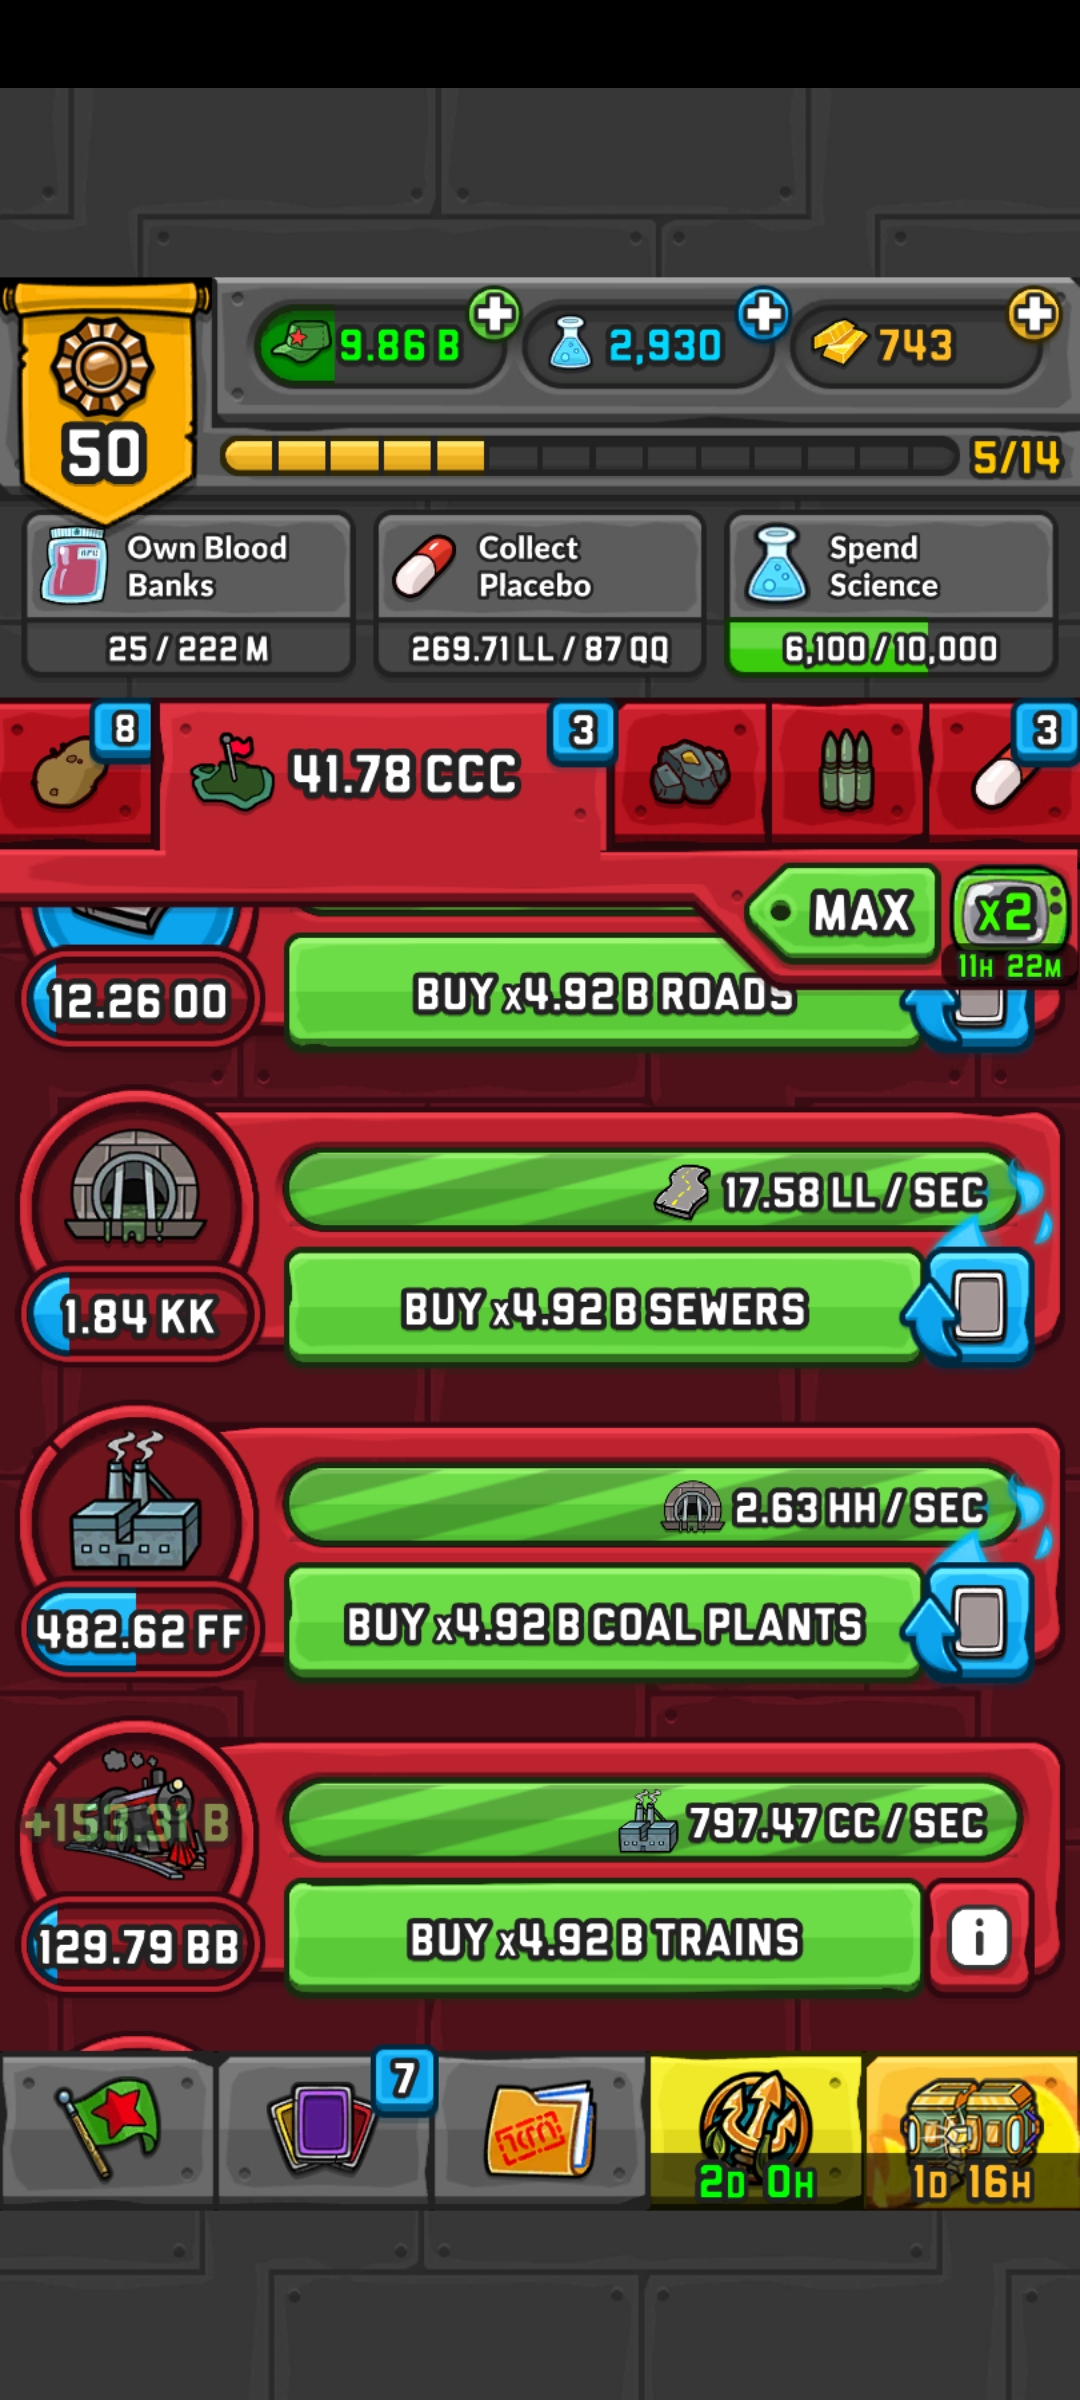 9.86 B
2,930
743
50
5/14
Own Blood
Banks
25 / 222 M
Collect
Placebo
269.71 LL / 87 QQ
Spend
Science
6,100 / 10,000
8
41.78 CCC
3
3
MAX
x2
11H 22M
12.26 OO
BUY x4.92 B ROADS
17.58 LL / SEC
1.84 KK
BUY x4.92 B SEWERS
2.63 HH / SEC
482.62 FF
BUY x4.92 B COAL PLANTS
+153.31 B
797.47 CC / SEC
129.79 BB
BUY x4.92 B TRAINS
i
7
2D 0H
1D 16H